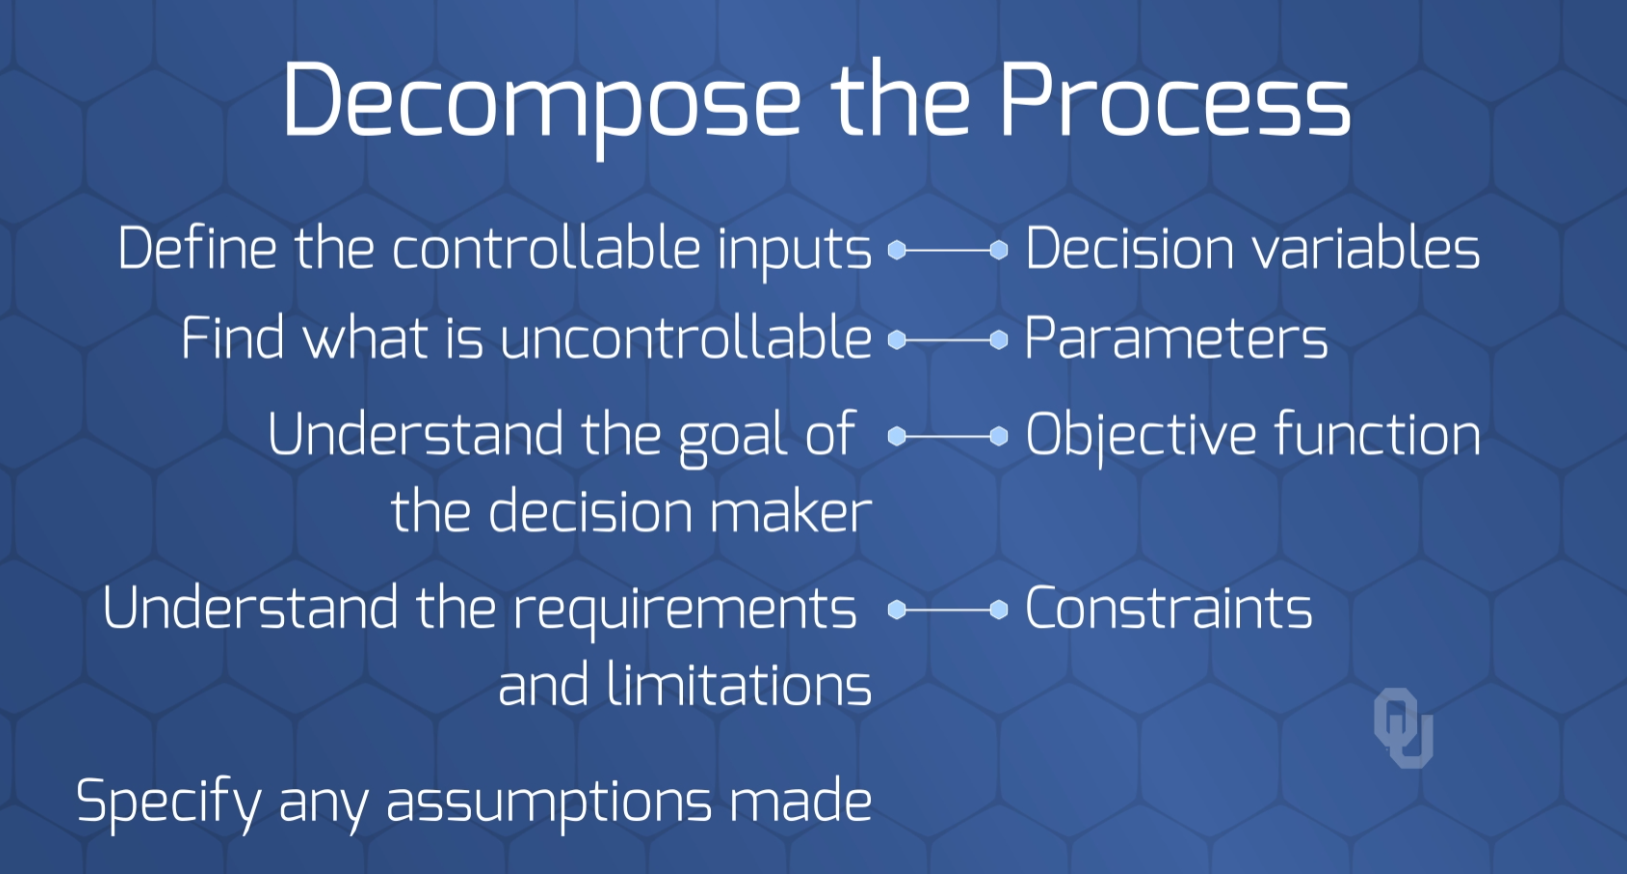 Decompose the Process
Define the controllable inputs Decision variables
Find what is uncontrollable Parameters
Understand the goal of Objective function
the decision maker
Understand the requirements Constraints
and limitations
OU
Specify any assumptions made